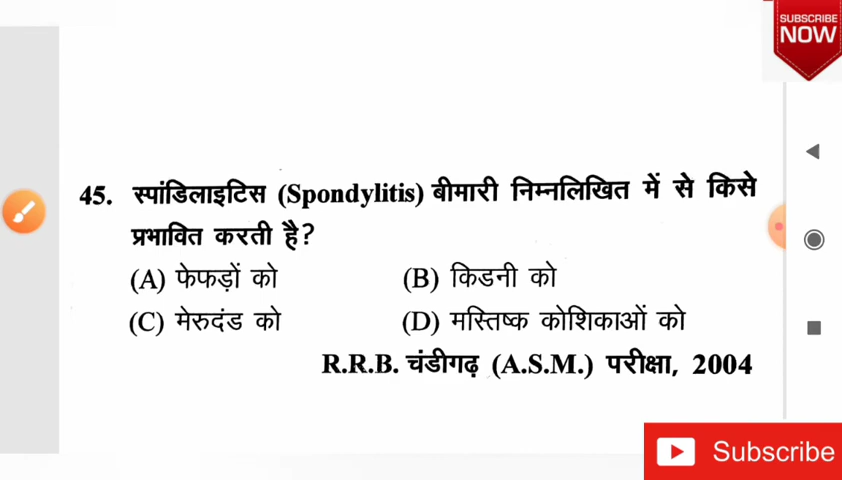 SUBSCRIBE
NOW
45. स्पांडिलाइटिस (Spondylitis) बीमारी निम्नलिखित में से किसे
प्रभावित करती है?
(A) फेफड़ों को (B) किडनी को
(C) मेरुदंड को (D) मस्तिष्क कोशिकाओं को
R.R.B. चंडीगढ़ (A.S.M.) परीक्षा, 2004
Subscribe